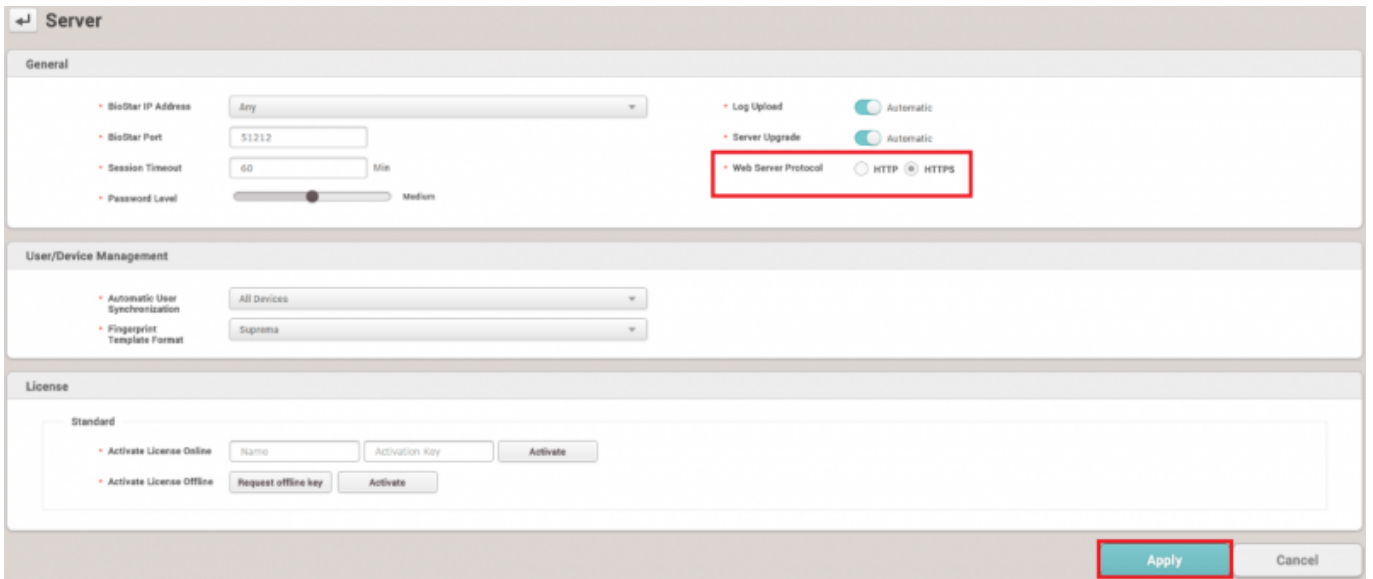 Server
General
BioStar IP Address
Any
Log Upload
Automatic
BioStar Port
51212
Server Upgrade
Automatic
Session Timeout
60
Min
Web Server Protocol
HTTP
HTTPS
Password Level
Medium
User/Device Management
Automatic User
Synchronization
All Devices
Fingerprint
Template Format
Suprema
License
Standard
Activate License Online
Name
Activation Key
Activate
Activate License Offline
Request offline key
Activate
Apply
Cancel